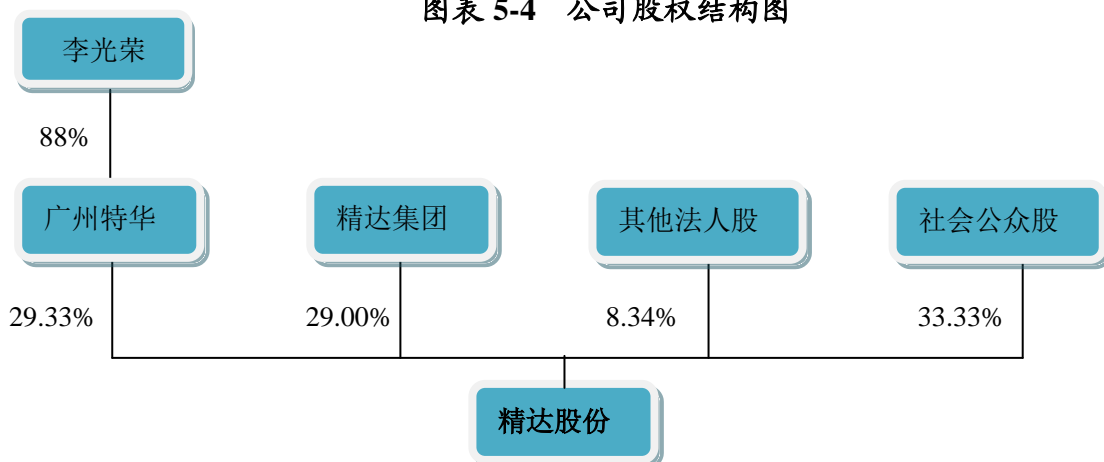 图表 5-4 公司股权结构图
李光荣
88%
广州特华
精达集团
其他法人股
社会公众股
29.33%
29.00%
8.34%
33.33%
精达股份